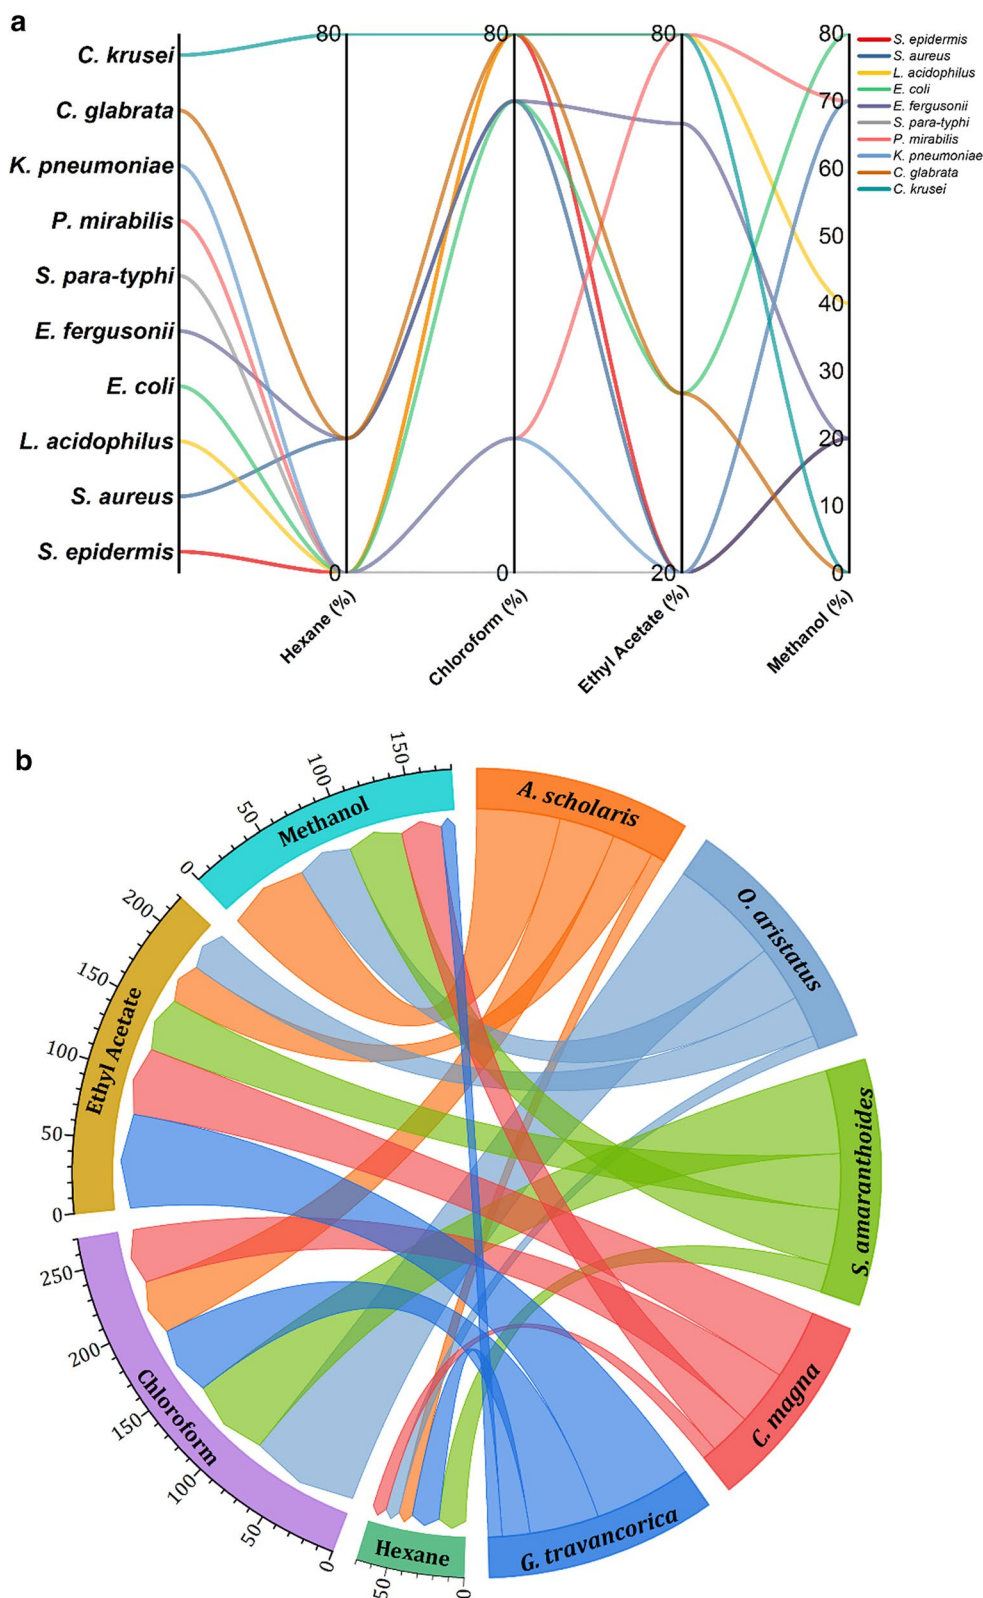 a
C. krusei
C. glabrata
K. pneumoniae
P. mirabilis
S. para-typhi
E. fergusonii
E. coli
L. acidophilus
S. aureus
S. epidermis
80
0
80
0
80
20
80
70
60
50
40
30
20
10
0
Hexane (%)
Chloroform (%)
Ethyl Acetate (%)
Methanol (%)
S. epidermis
S. aureus
L. acidophilus
E. coli
E. fergusonii
S. para-typhi
P. mirabilis
K. pneumoniae
C. glabrata
C. krusei
b
Methanol
0
50
100
150
A. scholaris
O. aristatus
S. amaranthoides
C. magna
G. travancorica
Hexane
0
50
Chloroform
0
50
100
150
200
250
Ethyl Acetate
0
50
100
150
200